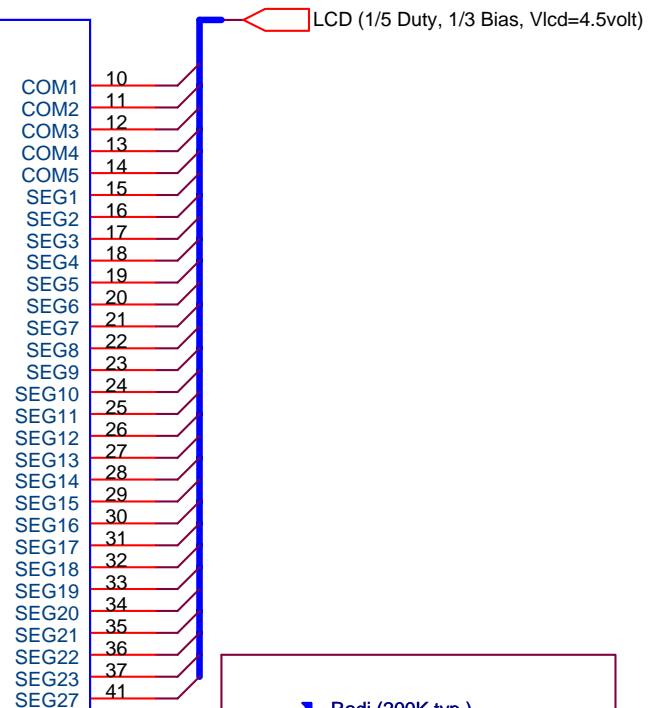 LCD (1/5 Duty, 1/3 Bias, Vlcd=4.5volt)
COM1 10
COM2 11
COM3 12
COM4 13
COM5 14
SEG1 15
SEG2 16
SEG3 17
SEG4 18
SEG5 19
SEG6 20
SEG7 21
SEG8 22
SEG9 23
SEG10 24
SEG11 25
SEG12 26
SEG13 27
SEG14 28
SEG15 29
SEG16 30
SEG17 31
SEG18 32
SEG19 33
SEG20 34
SEG21 35
SEG22 36
SEG23 37
SEG27 41
(200K typ.)